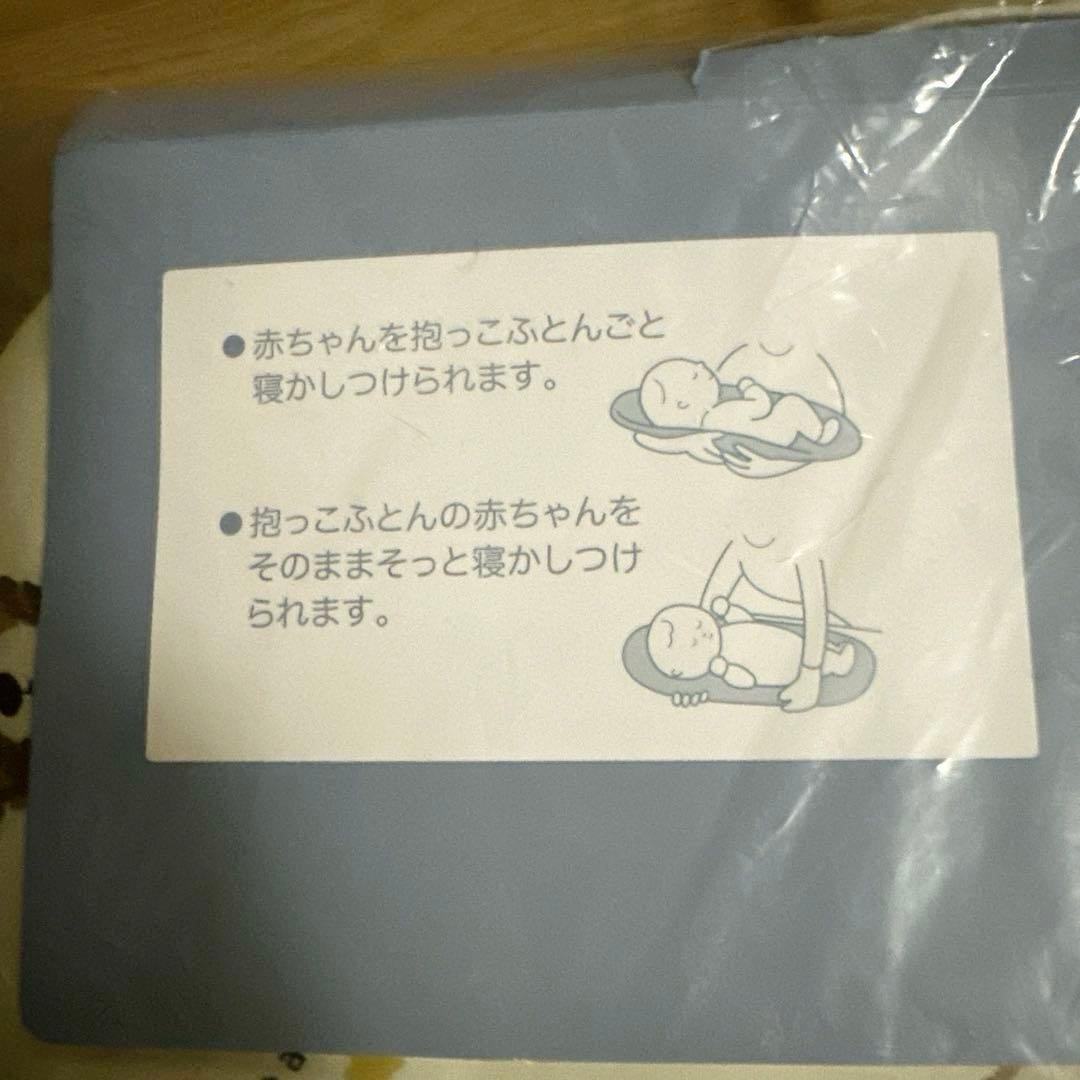 ●赤ちゃんを抱っこふとんごと
寝かしつけられます。
●抱っこふとんの赤ちゃんを
そのままそっと寝かしつけ
られます。